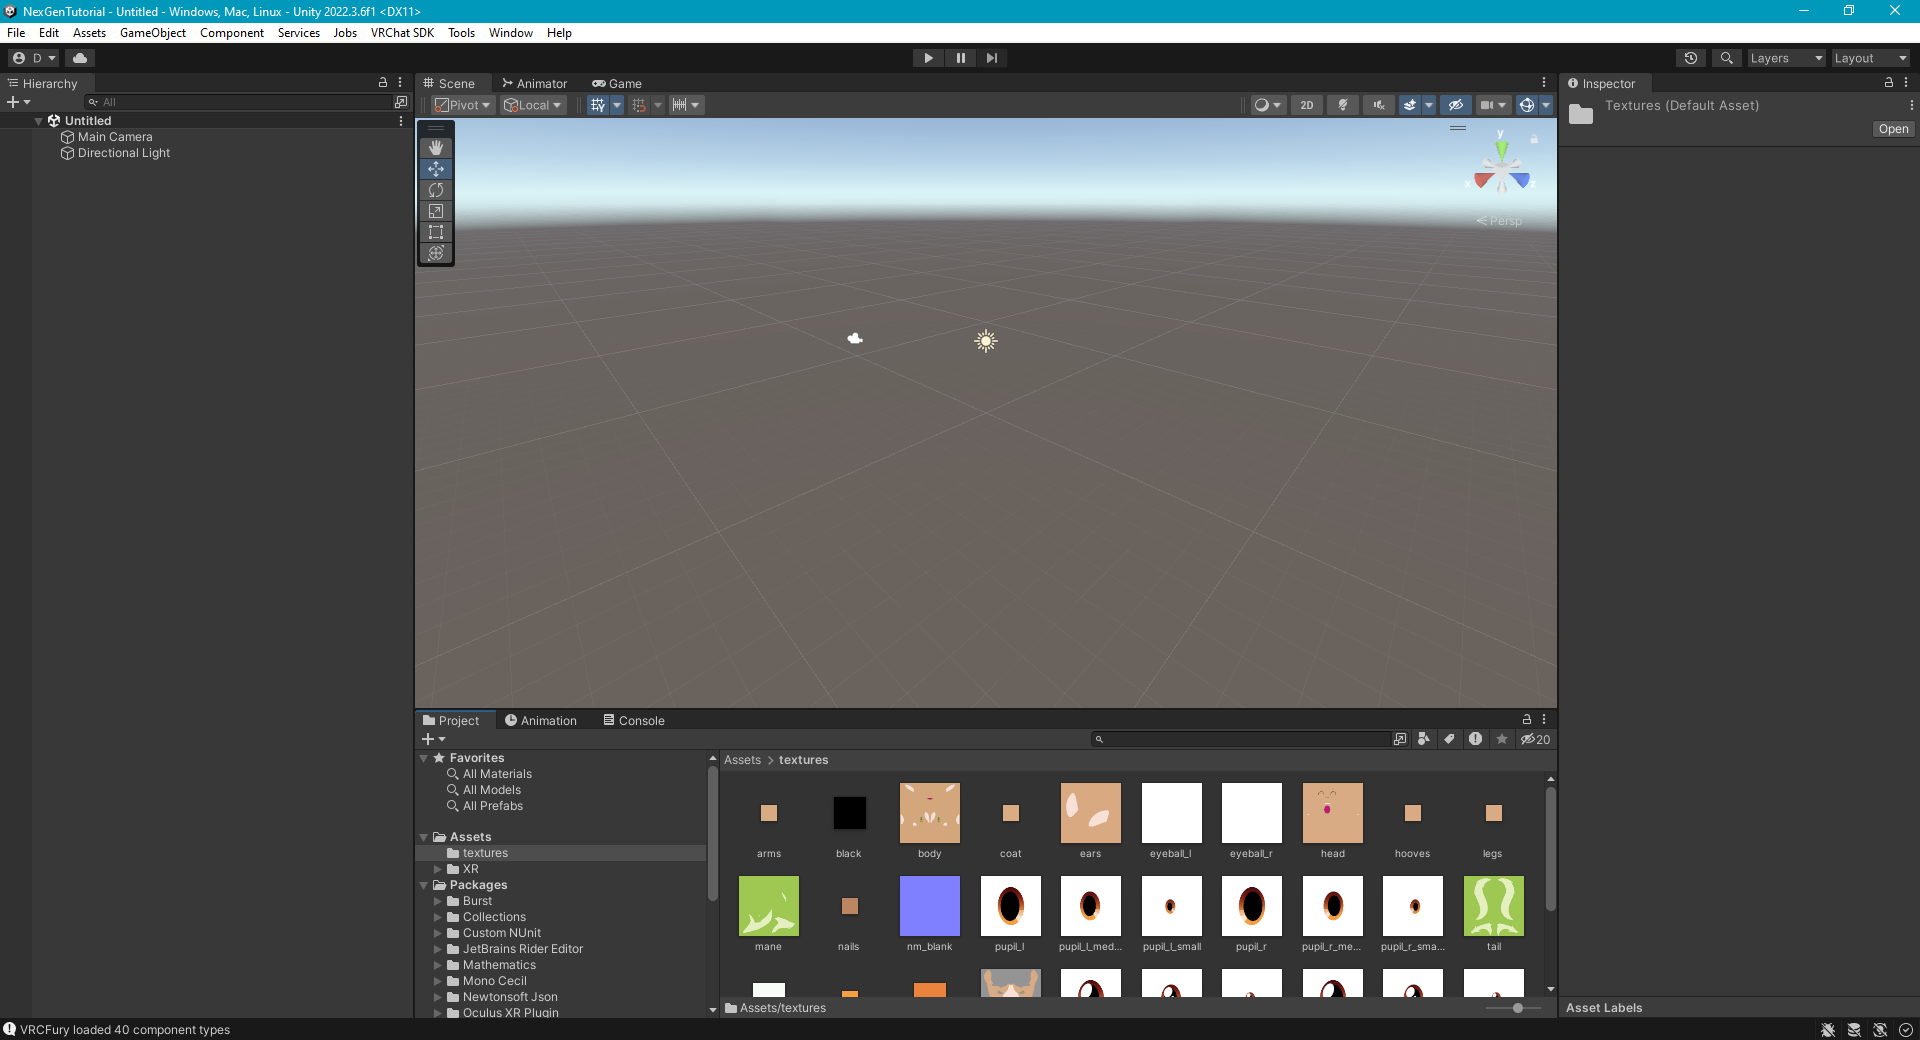 NexGenTutorial - Untitled - Windows, Mac, Linux - Unity 2022.3.6f1 <DX11>
File Edit Assets GameObject Component Services Jobs VRChat SDK Tools Window Help
D Layers Layout
Hierarchy
All
Untitled
Main Camera
Directional Light
Scene Animator Game
Pivot Local 2D
y
x z
Persp
Inspector
Textures (Default Asset)
Open
Project Animation Console
20
Favorites
All Materials
All Models
All Prefabs
Assets
textures
XR
Packages
Burst
Collections
Custom NUnit
JetBrains Rider Editor
Mathematics
Mono Cecil
Newtonsoft Json
Oculus XR Plugin
Assets > textures
arms black body coat ears eyeball_l eyeball_r head hooves legs
mane nails nm_blank pupil_l pupil_l_med... pupil_l_small pupil_r pupil_r_me... pupil_r_sma... tail
Assets/textures
Asset Labels
VRCFury loaded 40 component types